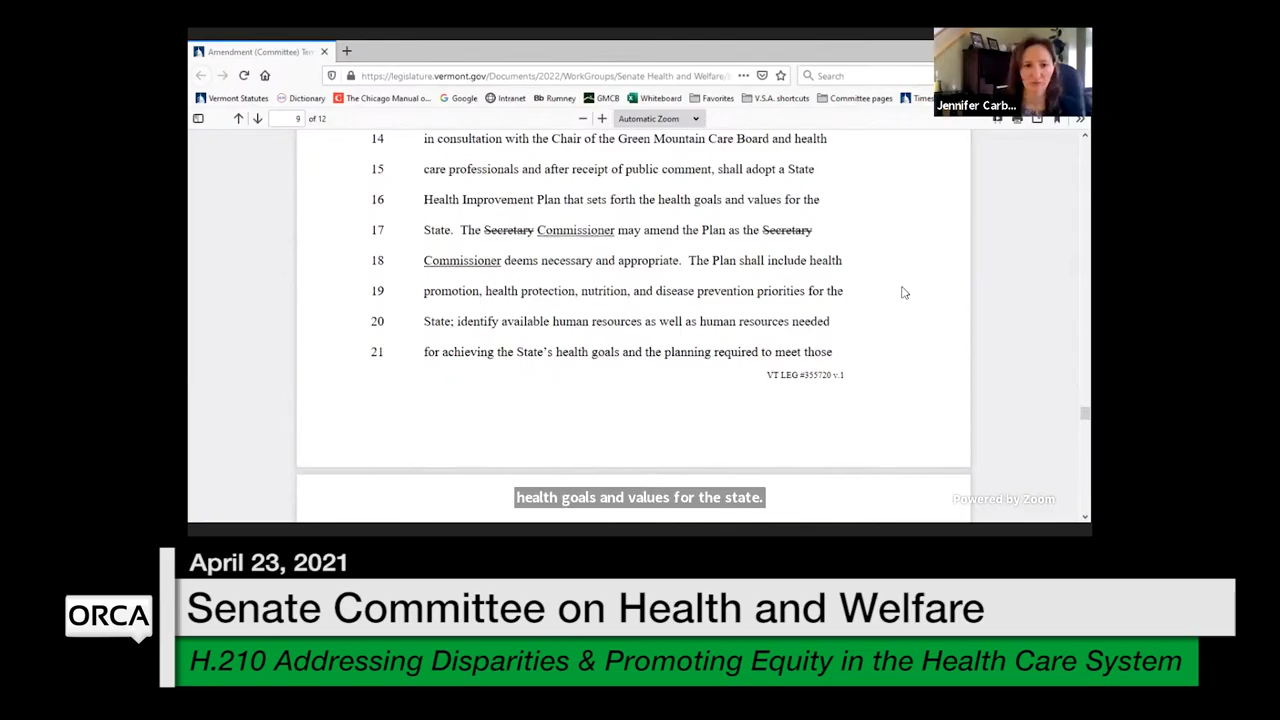 Amendment (Committee) Ten
https://legislature.vermont.gov/Documents/2022/WorkGroups/Senate Health and Welfare/
Search
Vermont Statutes Dictionary The Chicago Manual o... Google Intranet Bb Rumney GMCB Whiteboard Favorites V.S.A. shortcuts Committee pages Times
Jennifer Carb...
9 of 12 Automatic Zoom
14 in consultation with the Chair of the Green Mountain Care Board and health
15 care professionals and after receipt of public comment, shall adopt a State
16 Health Improvement Plan that sets forth the health goals and values for the
17 State. The Secretary Commissioner may amend the Plan as the Secretary
18 Commissioner deems necessary and appropriate. The Plan shall include health
19 promotion, health protection, nutrition, and disease prevention priorities for the
20 State; identify available human resources as well as human resources needed
21 for achieving the State's health goals and the planning required to meet those
VT LEG #355720 v.1
health goals and values for the state.
Powered by Zoom
April 23, 2021
ORCA
Senate Committee on Health and Welfare
H.210 Addressing Disparities & Promoting Equity in the Health Care System